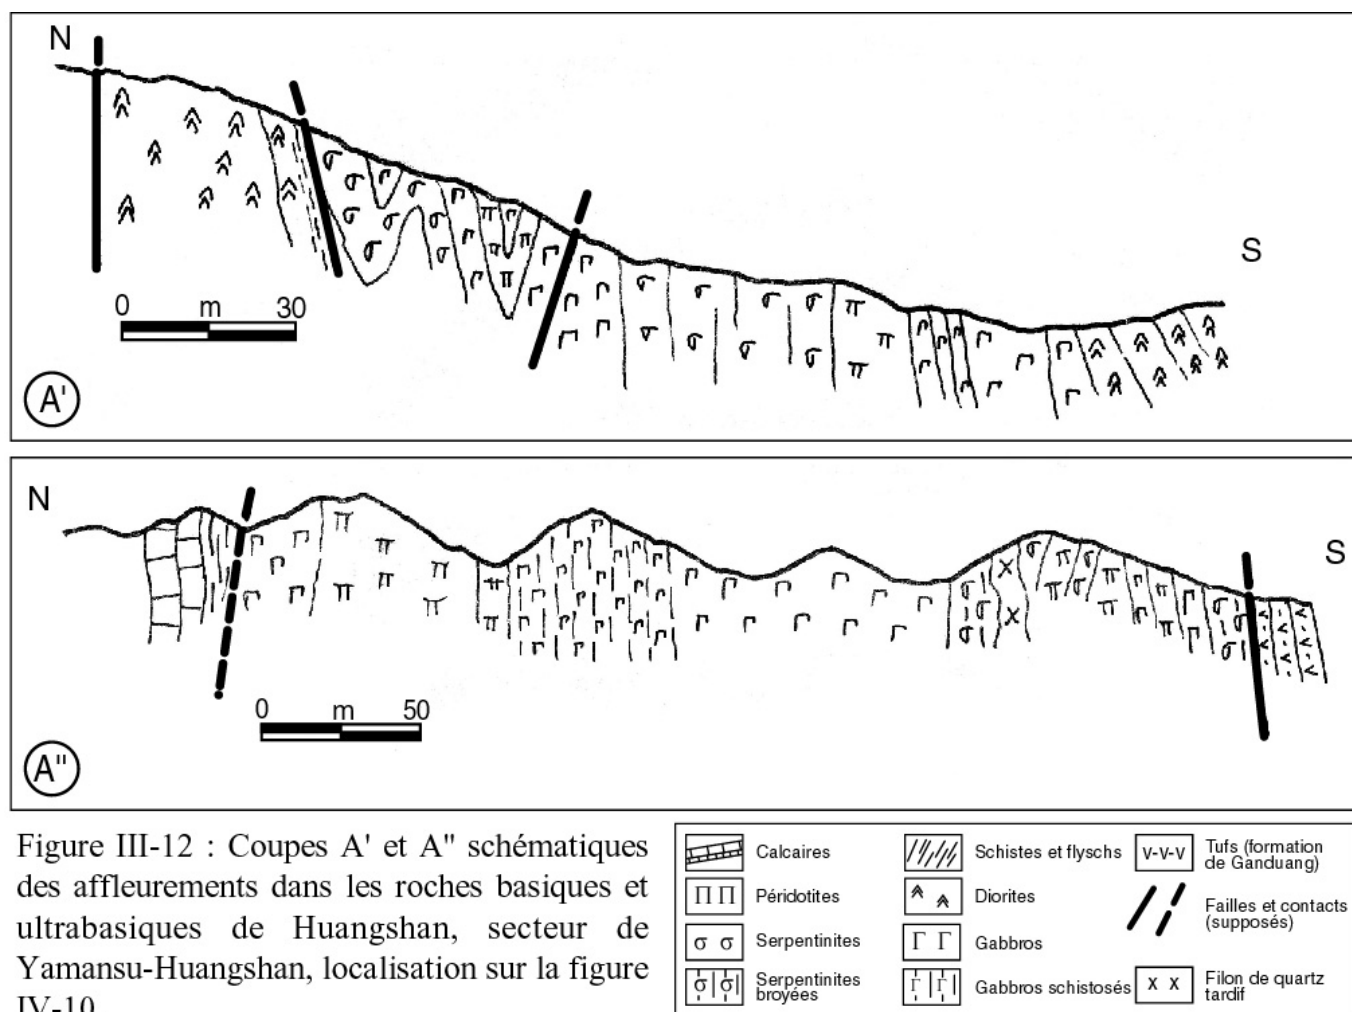 N
S
0 m 30
A'
N
S
0 m 50
A"
Figure III-12 : Coupes A' et A" schématiques
des affleurements dans les roches basiques et
ultrabasiques de Huangshan, secteur de
Yamansu-Huangshan, localisation sur la figure
IV-10
Calcaires
Péridotites
Serpentinites
Serpentinites
broyées
Schistes et flyschs
Diorites
Gabbros
Gabbros schistosés
Tufs (formation
de Ganduang)
Failles et contacts
(supposés)
Filon de quartz
tardif